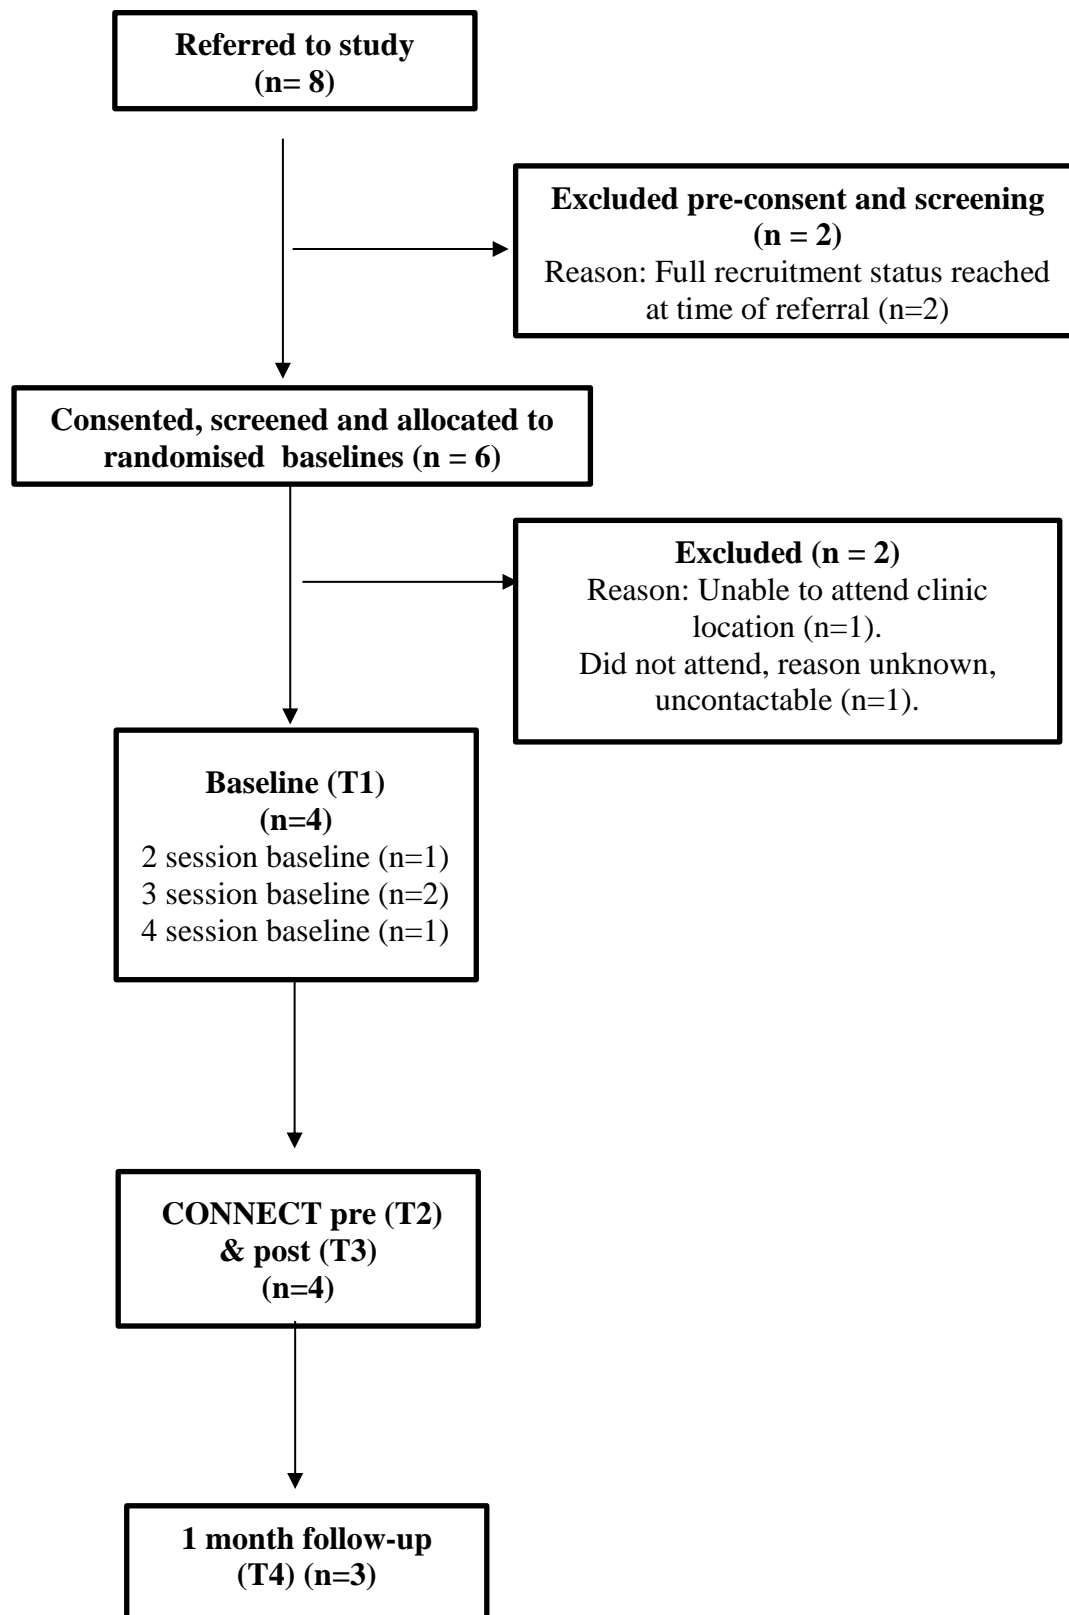 Referred to study
(n= 8)
Excluded pre-consent and screening
(n = 2)
Reason: Full recruitment status reached
at time of referral (n=2)
Consented, screened and allocated to
randomised  baselines (n = 6)
Excluded (n = 2)
Reason: Unable to attend clinic
location (n=1).
Did not attend, reason unknown,
uncontactable (n=1).
Baseline (T1)
(n=4)
2 session baseline (n=1)
3 session baseline (n=2)
4 session baseline (n=1)
CONNECT pre (T2)
& post (T3)
(n=4)
1 month follow-up
(T4) (n=3)